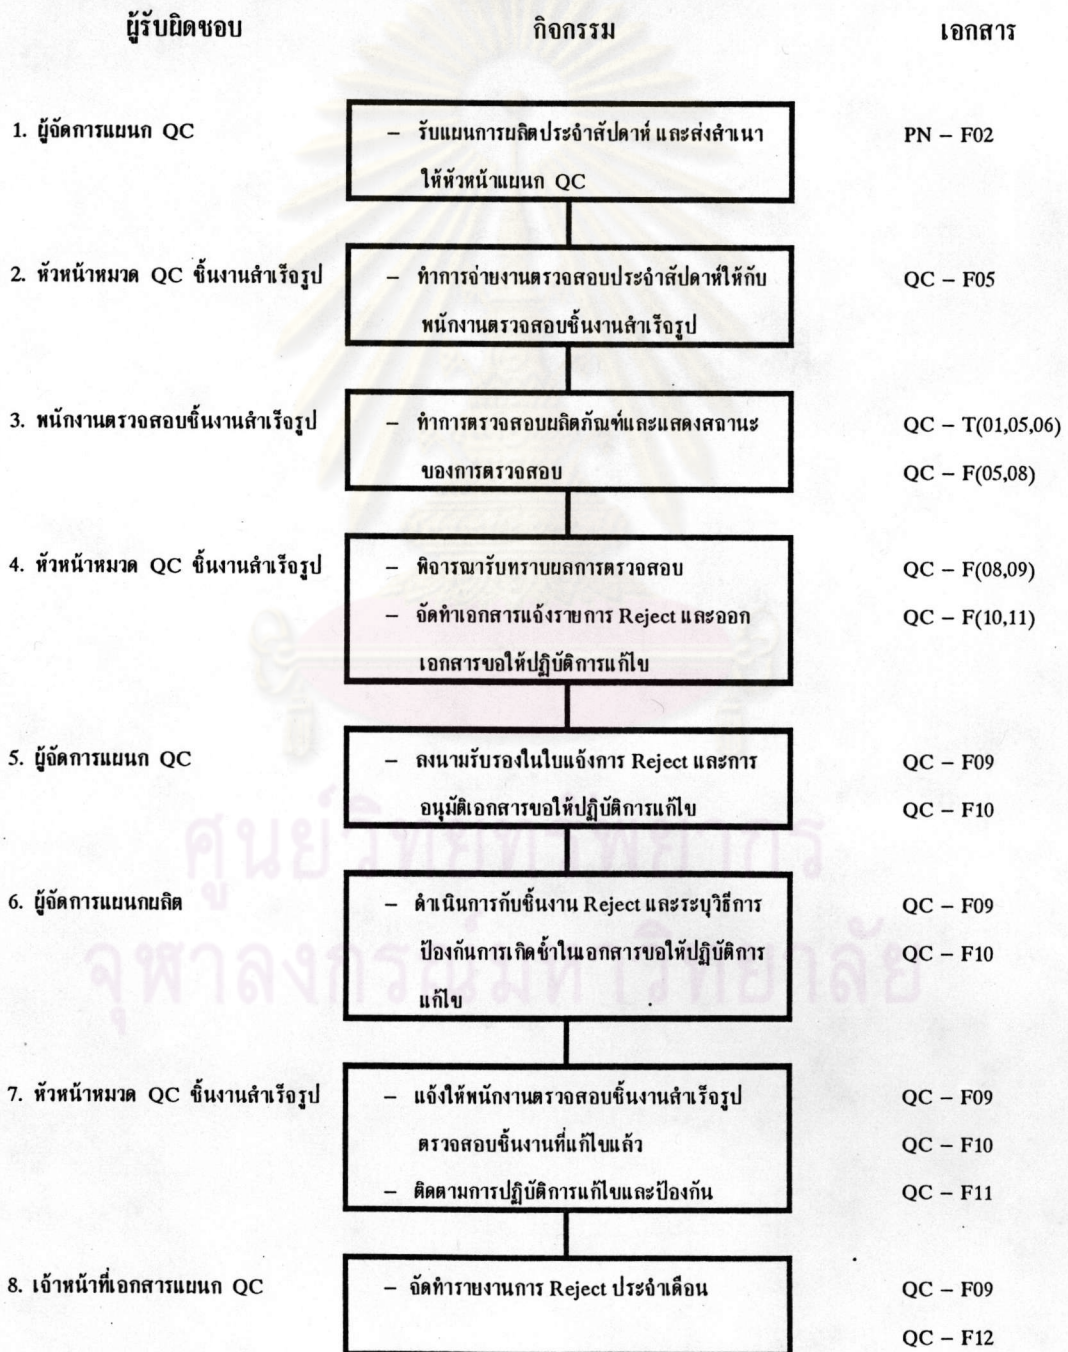 ผู้รับผิดชอบ กิจกรรม เอกสาร
1. ผู้จัดการแผนก QC – รับแผนการผลิตประจำสัปดาห์ และส่งสำเนา PN – F02
ให้หัวหน้าแผนก QC
2. หัวหน้าหมวด QC ชิ้นงานสำเร็จรูป – ทำการจ่ายงานตรวจสอบประจำสัปดาห์ให้กับ QC – F05
พนักงานตรวจสอบชิ้นงานสำเร็จรูป
3. พนักงานตรวจสอบชิ้นงานสำเร็จรูป – ทำการตรวจสอบผลิตภัณฑ์และแสดงสถานะ QC – T(01,05,06)
ของการตรวจสอบ QC – F(05,08)
4. หัวหน้าหมวด QC ชิ้นงานสำเร็จรูป – พิจารณารับทราบผลการตรวจสอบ QC – F(08,09)
– จัดทำเอกสารแจ้งรายการ Reject และออก QC – F(10,11)
เอกสารขอให้ปฏิบัติการแก้ไข
5. ผู้จัดการแผนก QC – ลงนามรับรองในใบแจ้งการ Reject และการ QC – F09
อนุมัติเอกสารขอให้ปฏิบัติการแก้ไข QC – F10
ศูนย์วิทยทรัพยากร
6. ผู้จัดการแผนกผลิต – ดำเนินการกับชิ้นงาน Reject และระบุวิธีการ QC – F09
ป้องกันการเกิดซ้ำในเอกสารขอให้ปฏิบัติการ QC – F10
แก้ไข
จุฬาลงกรณ์มหาวิทยาลัย
7. หัวหน้าหมวด QC ชิ้นงานสำเร็จรูป – แจ้งให้พนักงานตรวจสอบชิ้นงานสำเร็จรูป QC – F09
ตรวจสอบชิ้นงานที่แก้ไขแล้ว QC – F10
– ติดตามการปฏิบัติการแก้ไขและป้องกัน QC – F11
8. เจ้าหน้าที่เอกสารแผนก QC – จัดทำรายงานการ Reject ประจำเดือน QC – F09
QC – F12